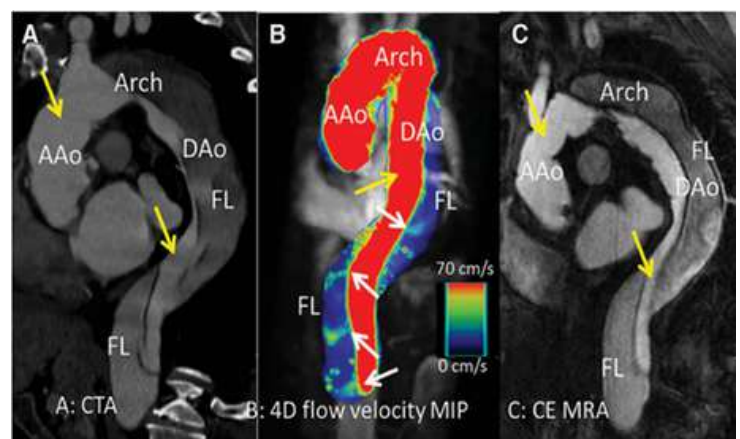 A
Arch
AAo
DAo
FL
FL
A: CTA
B
Arch
AAo
DAo
FL
FL
70 cm/s
0 cm/s
B: 4D flow velocity MIP
C
Arch
AAo
FL
DAo
FL
C: CE MRA